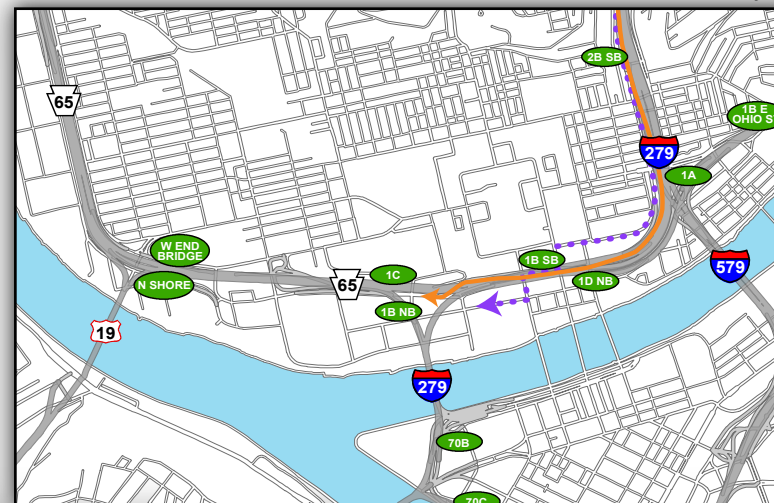 2B SB
65
1B E
OHIO S
279
1A
W END
BRIDGE
1B SB
579
1C
N SHORE
65
1D NB
1B NB
19
279
70B
70C